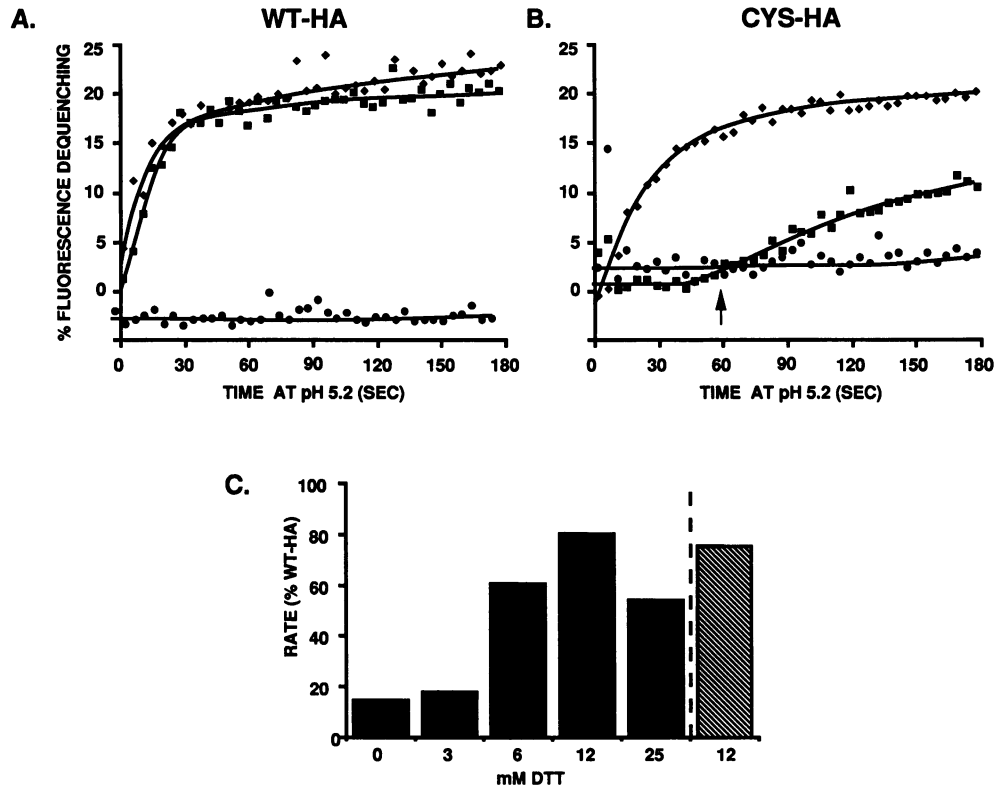 A.
WT-HA
% FLUORESCENCE DEQUENCHING
25
20
15
10
5
0
0 30 60 90 120 150 180
TIME AT pH 5.2 (SEC)
B.
CYS-HA
25
20
15
10
5
0
0 30 60 90 120 150 180
TIME AT pH 5.2 (SEC)
C.
RATE (% WT-HA)
100
80
60
40
20
0
0 3 6 12 25 12
mM DTT